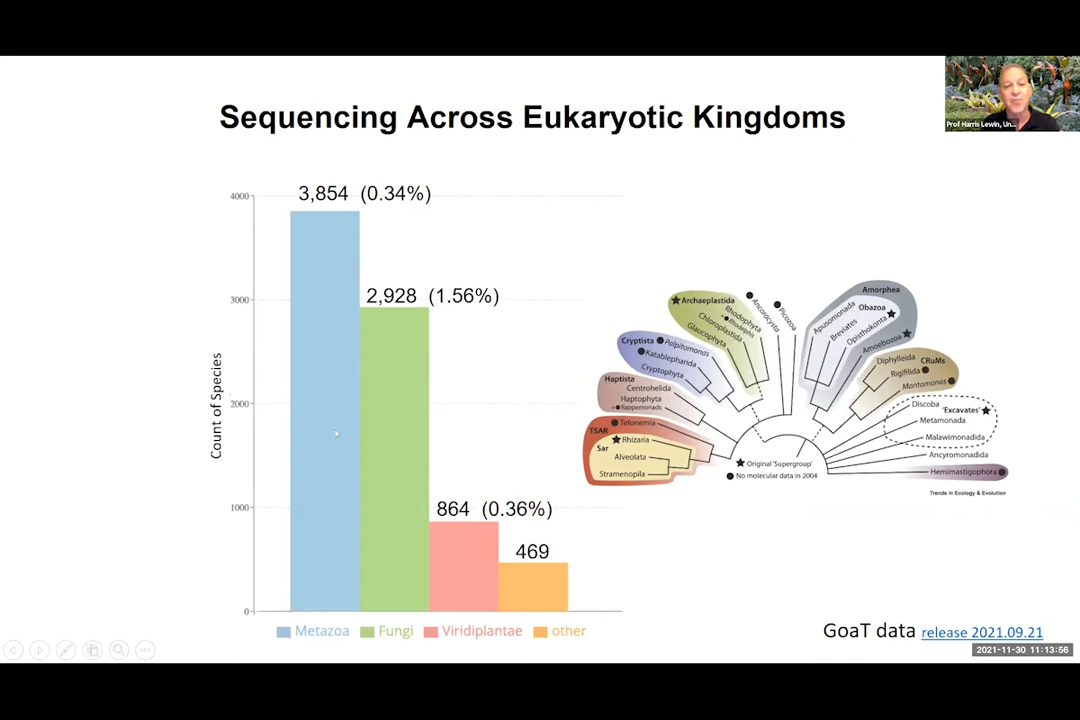 Prof Harris Lewin, Un...
Sequencing Across Eukaryotic Kingdoms
3,854 (0.34%)
2,928 (1.56%)
864 (0.36%)
469
4000
3000
2000
1000
0
Count of Species
Metazoa
Fungi
Viridiplantae
other
Archaeplastida
Rhodophyta
Rhodelphis
Chloroplastida
Glaucophyta
Ancoracysta
Picozoa
Cryptista
Palpitomonas
Katablepharida
Cryptophyta
Haptista
Centrohelida
Haptophyta
Rappemonads
TSAR
Telonemia
Sar
Rhizaria
Alveolata
Stramenopila
Amorphea
Obazoa
Apusomonada
Breviates
Opisthokonta
Amoebozoa
CRuMs
Diphylleida
Rigifilida
Mantamonas
Discoba
'Excavates'
Metamonada
Malawimonadida
Ancyromonadida
Hemimastigophora
Original 'Supergroup'
No molecular data in 2004
Trends in Ecology & Evolution
GoaT data release 2021.09.21
2021-11-30 11:13:56